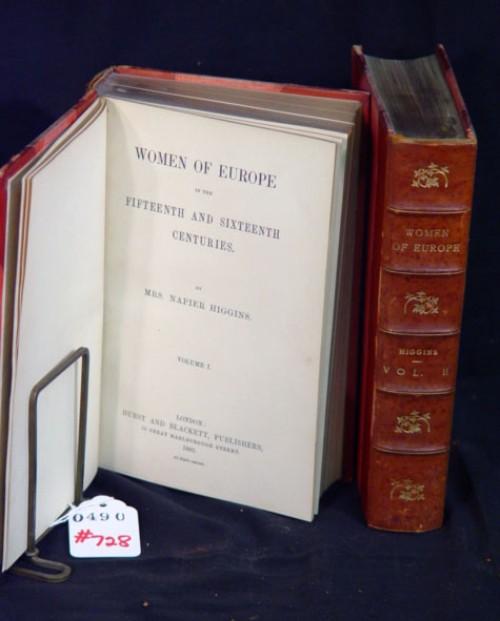 WOMEN OF EUROPE
IN THE
FIFTEENTH AND SIXTEENTH
CENTURIES.
BY
MRS. NAPIER HIGGINS.
VOLUME I.
LONDON:
HURST AND BLACKETT, PUBLISHERS,
13 GREAT MARLBOROUGH STREET.
1885.
WOMEN
OF EUROPE
HIGGINS
VOL. II
0490
#728